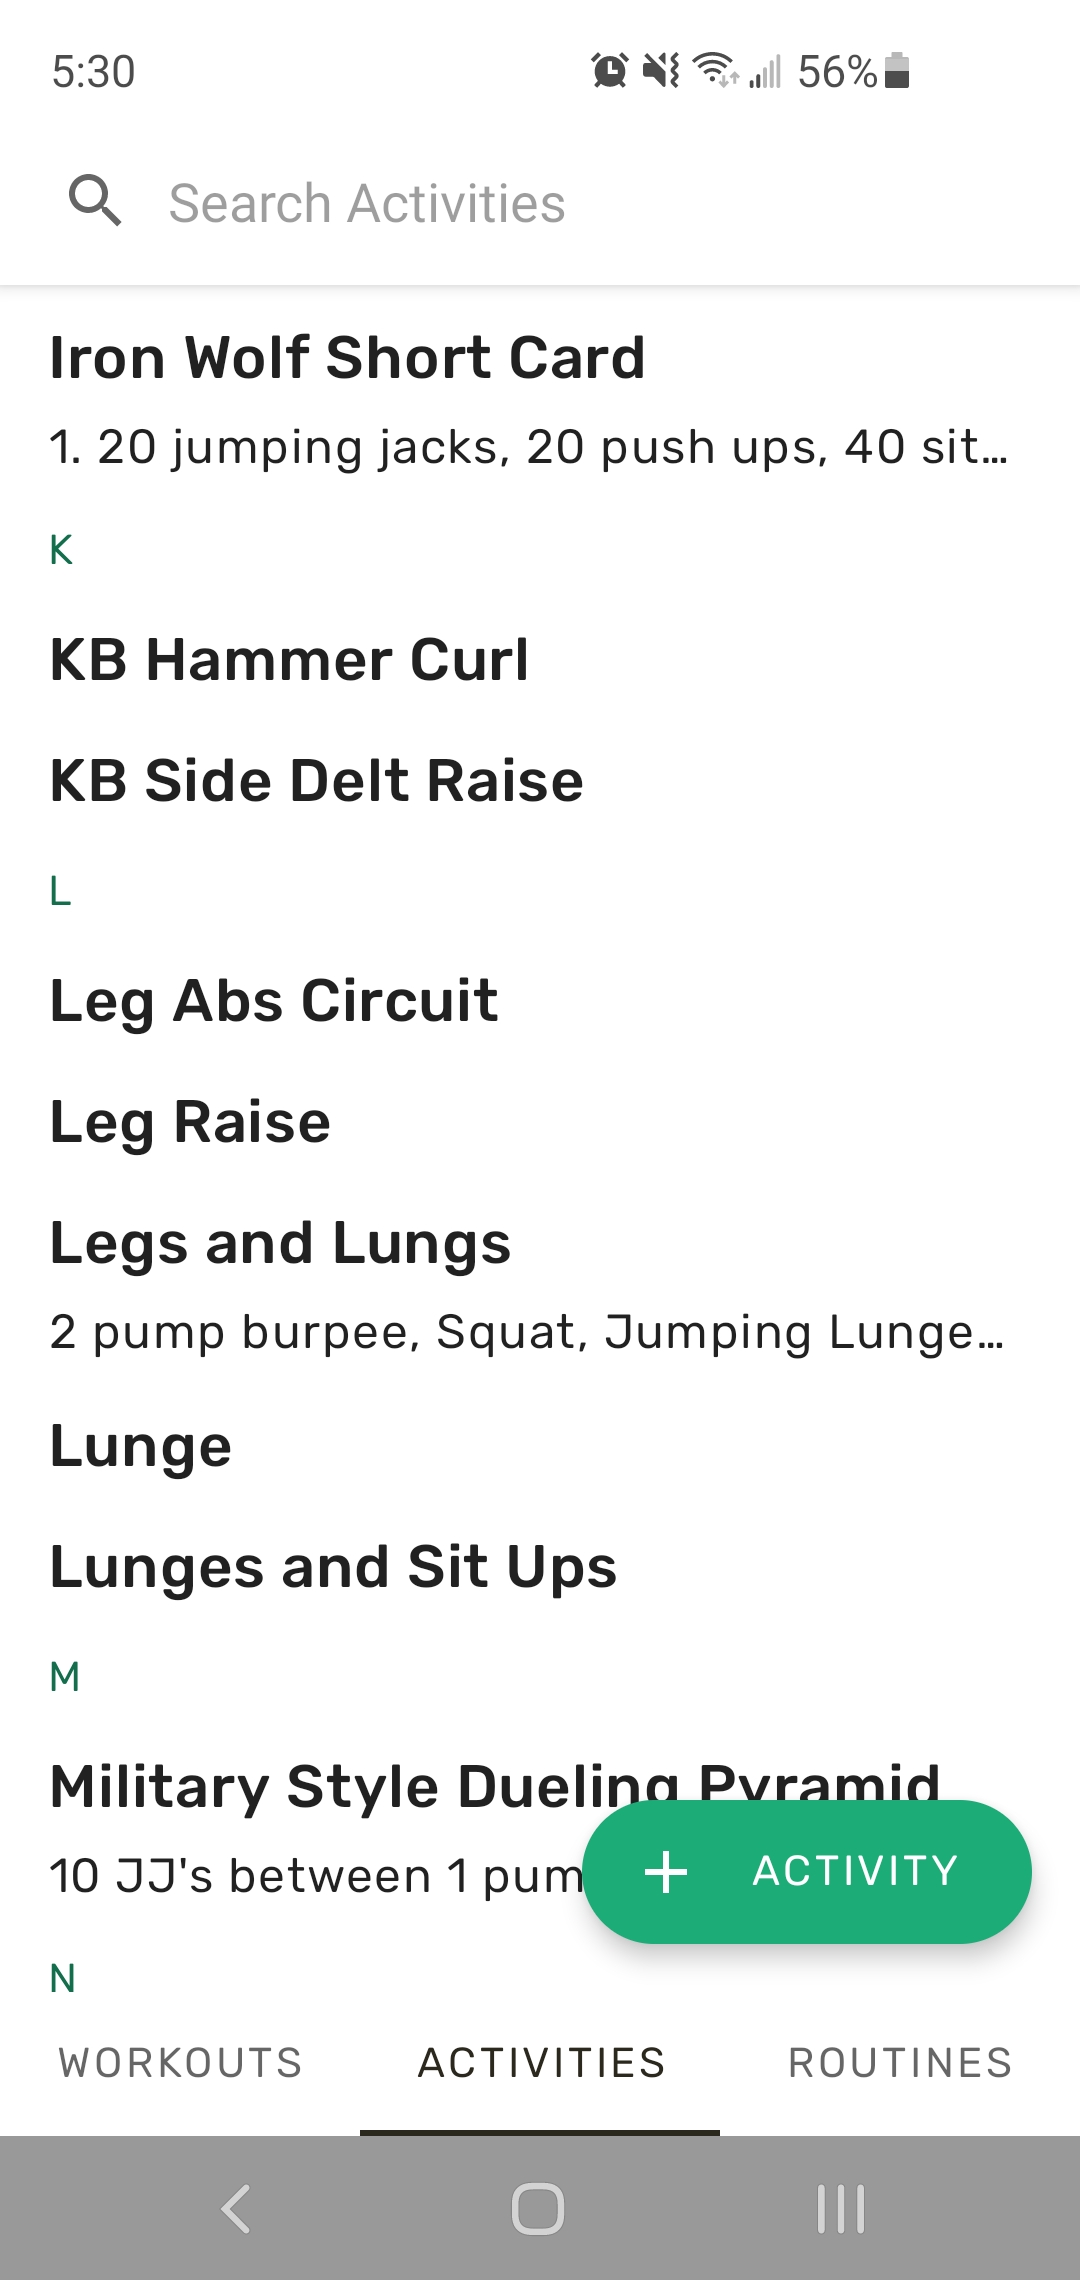 5:30 56%
Search Activities
Iron Wolf Short Card
1. 20 jumping jacks, 20 push ups, 40 sit...
K
KB Hammer Curl
KB Side Delt Raise
L
Leg Abs Circuit
Leg Raise
Legs and Lungs
2 pump burpee, Squat, Jumping Lunge...
Lunge
Lunges and Sit Ups
M
Military Style Dueling Pyramid
10 JJ's between 1 pum
+ ACTIVITY
N
WORKOUTS ACTIVITIES ROUTINES